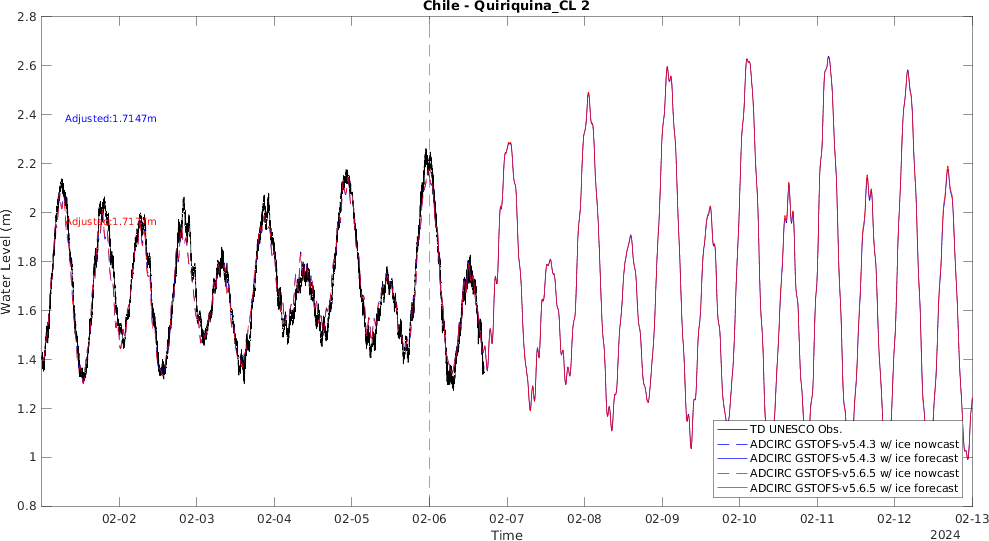 Chile - Quiriquina_CL 2
Water Level (m)
2.8
2.6
2.4
2.2
2
1.8
1.6
1.4
1.2
1
0.8
Adjusted:1.7147m
TD UNESCO Obs.
ADCIRC GSTOFS-v5.4.3 w/ ice nowcast
ADCIRC GSTOFS-v5.4.3 w/ ice forecast
ADCIRC GSTOFS-v5.6.5 w/ ice nowcast
ADCIRC GSTOFS-v5.6.5 w/ ice forecast
02-02
02-03
02-04
02-05
02-06
02-07
02-08
02-09
02-10
02-11
02-12
02-13
Time
2024